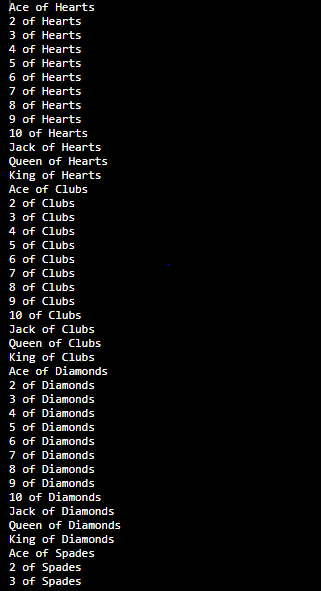 Ace of Hearts
2 of Hearts
3 of Hearts
4 of Hearts
5 of Hearts
6 of Hearts
7 of Hearts
8 of Hearts
9 of Hearts
10 of Hearts
Jack of Hearts
Queen of Hearts
King of Hearts
Ace of Clubs
2 of Clubs
3 of Clubs
4 of Clubs
5 of Clubs
6 of Clubs
7 of Clubs
8 of Clubs
9 of Clubs
10 of Clubs
Jack of Clubs
Queen of Clubs
King of Clubs
Ace of Diamonds
2 of Diamonds
3 of Diamonds
4 of Diamonds
5 of Diamonds
6 of Diamonds
7 of Diamonds
8 of Diamonds
9 of Diamonds
10 of Diamonds
Jack of Diamonds
Queen of Diamonds
King of Diamonds
Ace of Spades
2 of Spades
3 of Spades